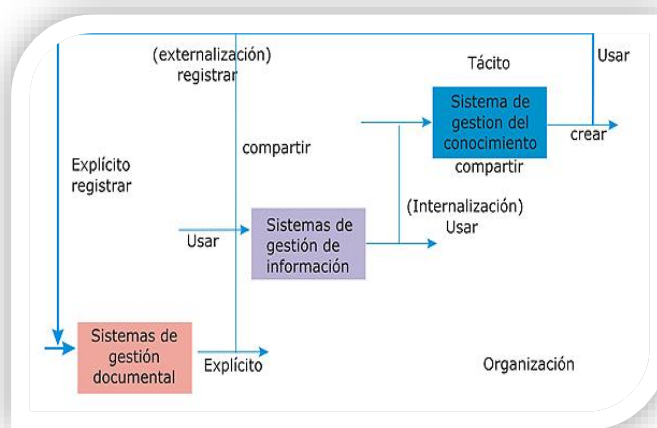 (externalización)
registrar
Usar
Tácito
Sistema de
gestion del
conocimiento
compartir
crear
Explícito
registrar
compartir
(Internalización)
Usar
Usar
Sistemas de
gestión de
información
Sistemas de
gestión
documental
Explícito
Organización